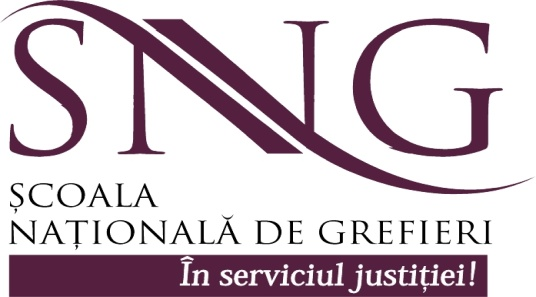 SNG
ȘCOALA
NAȚIONALĂ DE GREFIERI
În serviciul justiției!